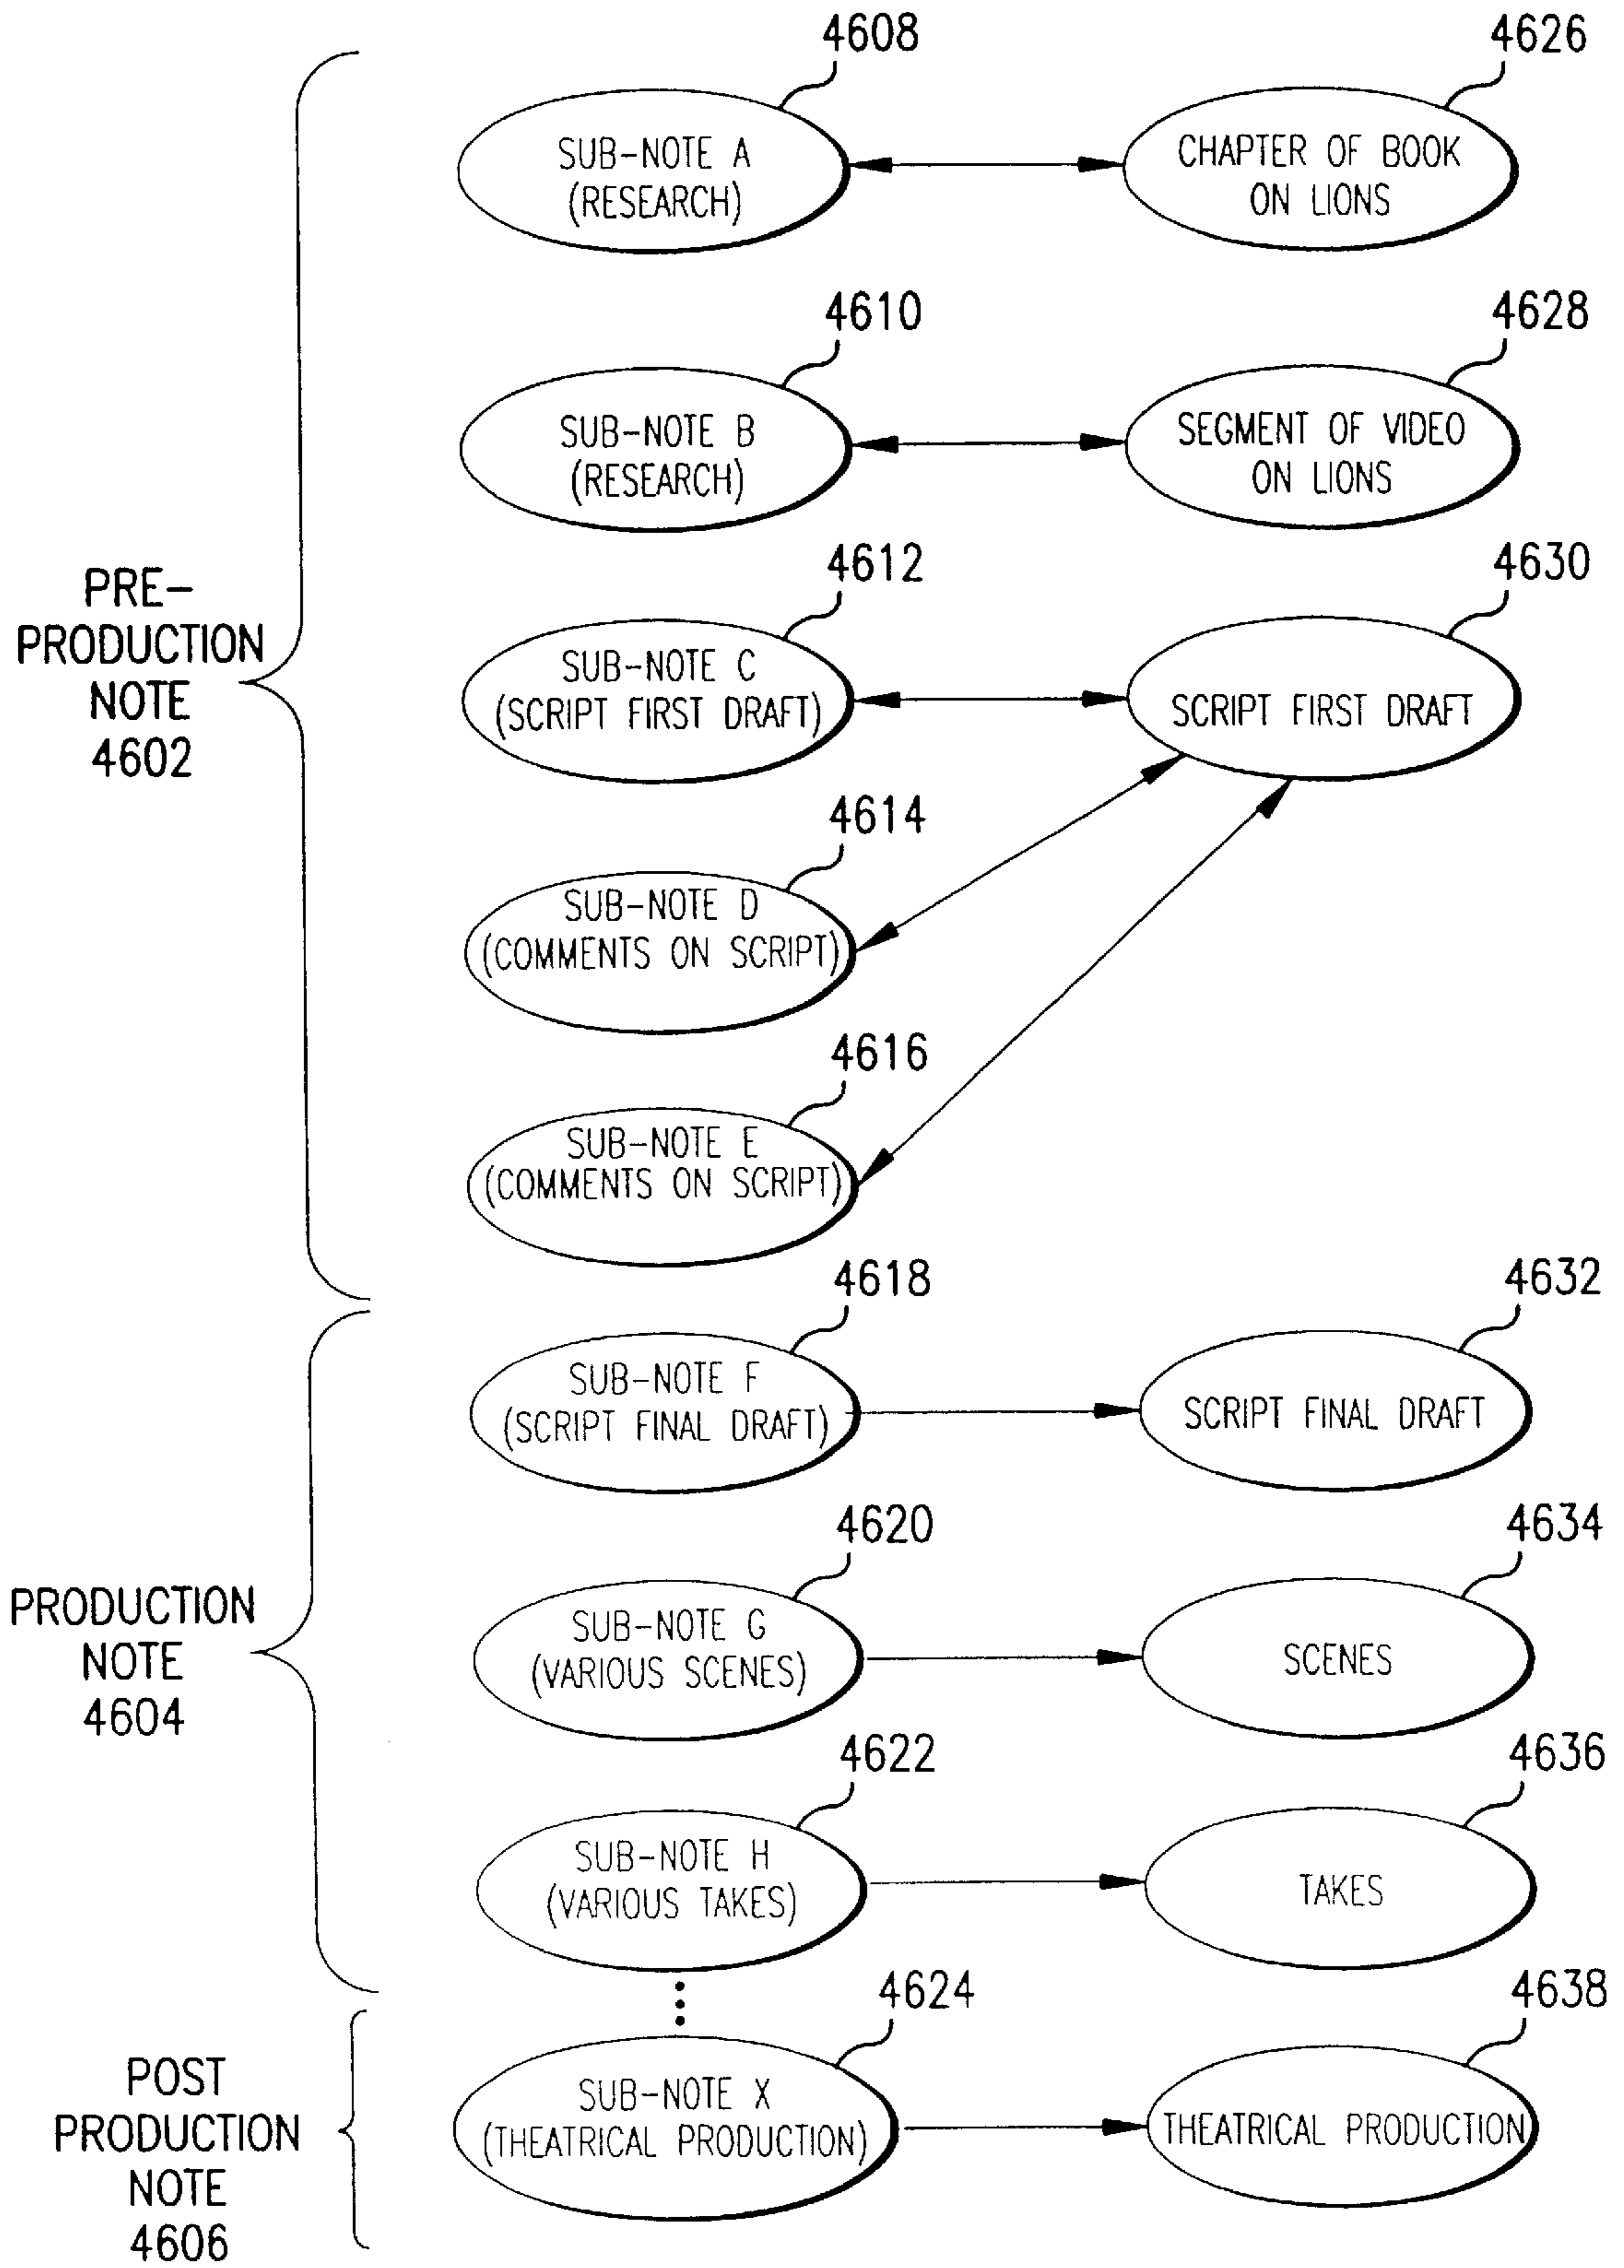 4608
4626
SUB-NOTE A
(RESEARCH)
CHAPTER OF BOOK
ON LIONS
4610
4628
SUB-NOTE B
(RESEARCH)
SEGMENT OF VIDEO
ON LIONS
PRE-
PRODUCTION
NOTE
4602
4612
4630
SUB-NOTE C
(SCRIPT FIRST DRAFT)
SCRIPT FIRST DRAFT
4614
SUB-NOTE D
(COMMENTS ON SCRIPT)
4616
SUB-NOTE E
(COMMENTS ON SCRIPT)
4618
4632
SUB-NOTE F
(SCRIPT FINAL DRAFT)
SCRIPT FINAL DRAFT
PRODUCTION
NOTE
4604
4620
4634
SUB-NOTE G
(VARIOUS SCENES)
SCENES
4622
4636
SUB-NOTE H
(VARIOUS TAKES)
TAKES
POST
PRODUCTION
NOTE
4606
4624
4638
SUB-NOTE X
(THEATRICAL PRODUCTION)
THEATRICAL PRODUCTION